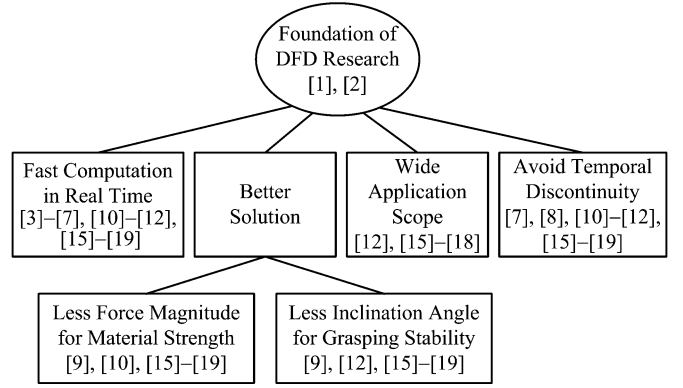 Foundation of
DFD Research
[1], [2]
Fast Computation
in Real Time
[3]–[7], [10]–[12],
[15]–[19]
Better
Solution
Wide
Application
Scope
[12], [15]–[18]
Avoid Temporal
Discontinuity
[7], [8], [10]–[12],
[15]–[19]
Less Force Magnitude
for Material Strength
[9], [10], [15]–[19]
Less Inclination Angle
for Grasping Stability
[9], [12], [15]–[19]